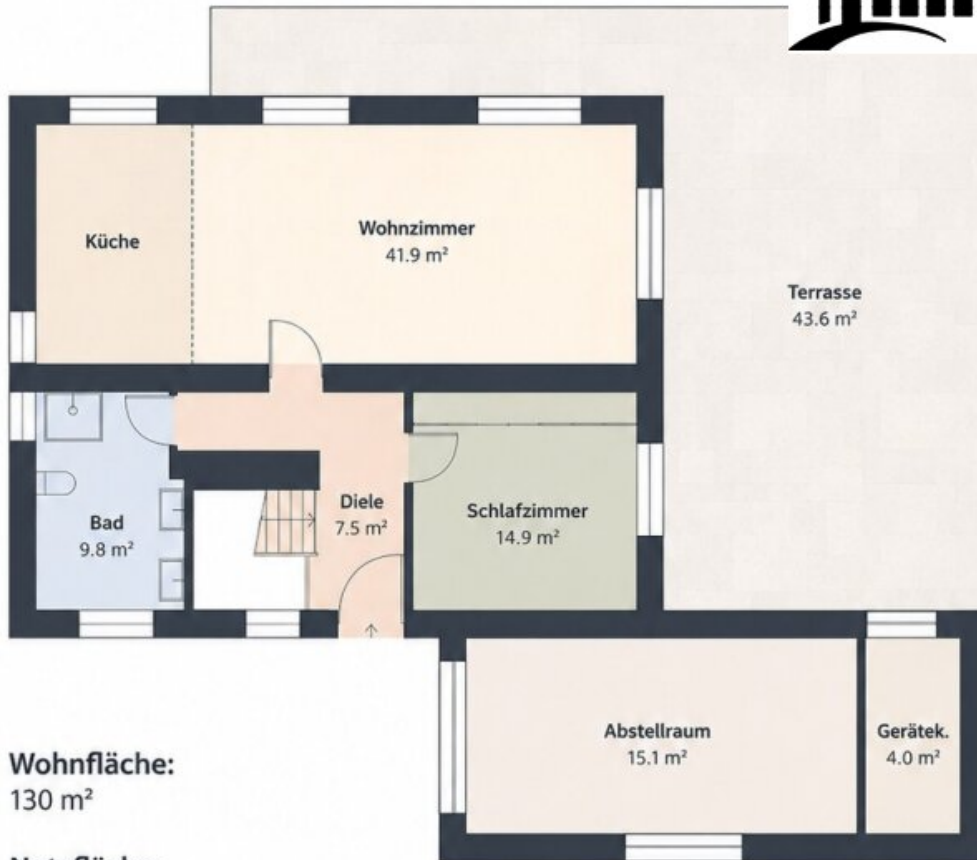 Küche
Wohnzimmer
41.9 m²
Terrasse
43.6 m²
Bad
9.8 m²
Diele
7.5 m²
Schlafzimmer
14.9 m²
Abstellraum
15.1 m²
Gerätek.
4.0 m²
Wohnfläche:
130 m²